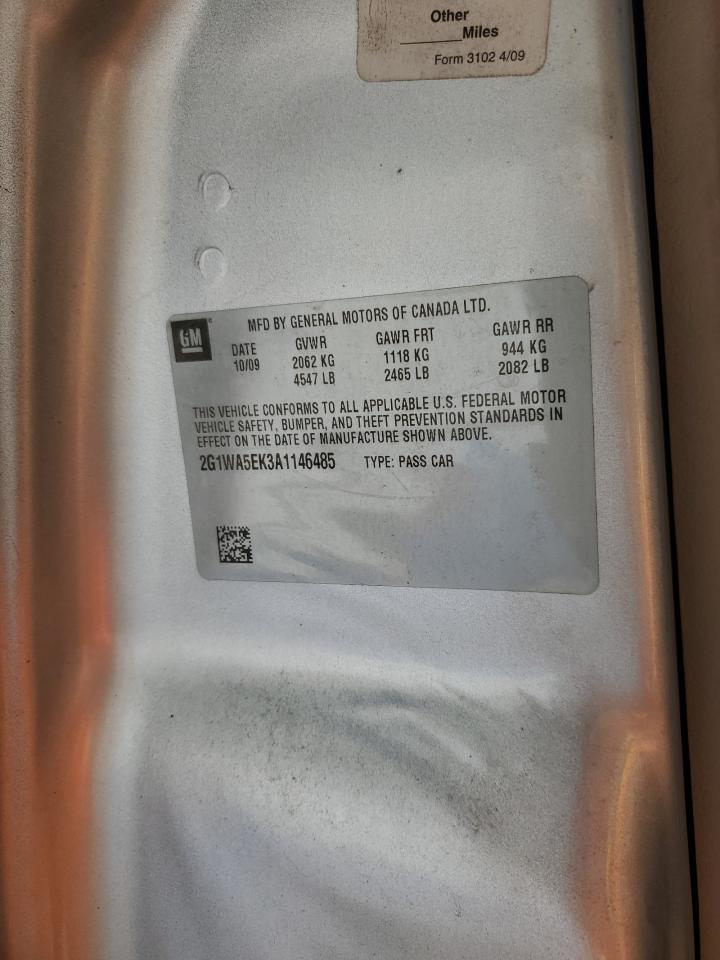 Other
______Miles
Form 3102 4/09
GM®
MFD BY GENERAL MOTORS OF CANADA LTD.
DATE GVWR GAWR FRT GAWR RR
10/09 2062 KG 1118 KG 944 KG
4547 LB 2465 LB 2082 LB
THIS VEHICLE CONFORMS TO ALL APPLICABLE U.S. FEDERAL MOTOR
VEHICLE SAFETY, BUMPER, AND THEFT PREVENTION STANDARDS IN
EFFECT ON THE DATE OF MANUFACTURE SHOWN ABOVE.
2G1WA5EK3A1146485 TYPE: PASS CAR